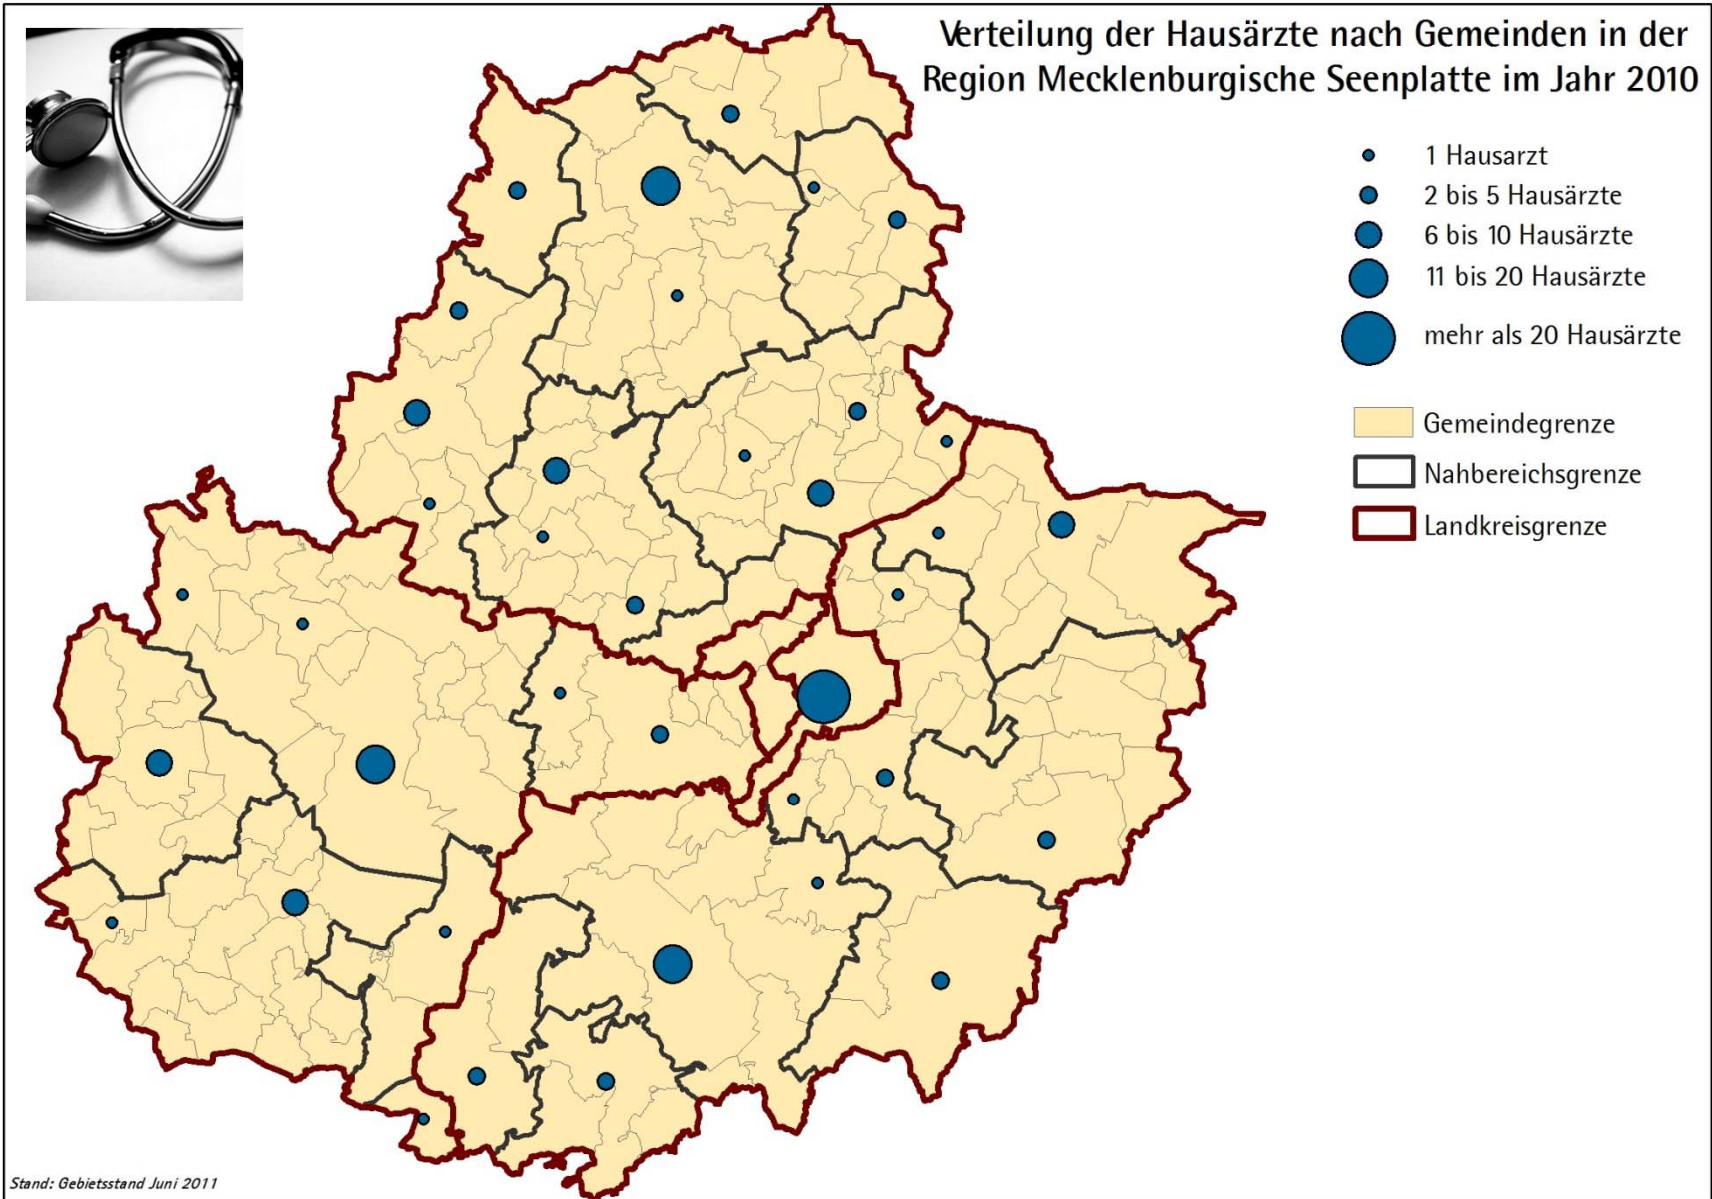 Verteilung der Hausärzte nach Gemeinden in der
Region Mecklenburgische Seenplatte im Jahr 2010
1 Hausarzt
2 bis 5 Hausärzte
6 bis 10 Hausärzte
11 bis 20 Hausärzte
mehr als 20 Hausärzte
Gemeindegrenze
Nahbereichsgrenze
Landkreisgrenze
Stand: Gebietsstand Juni 2011